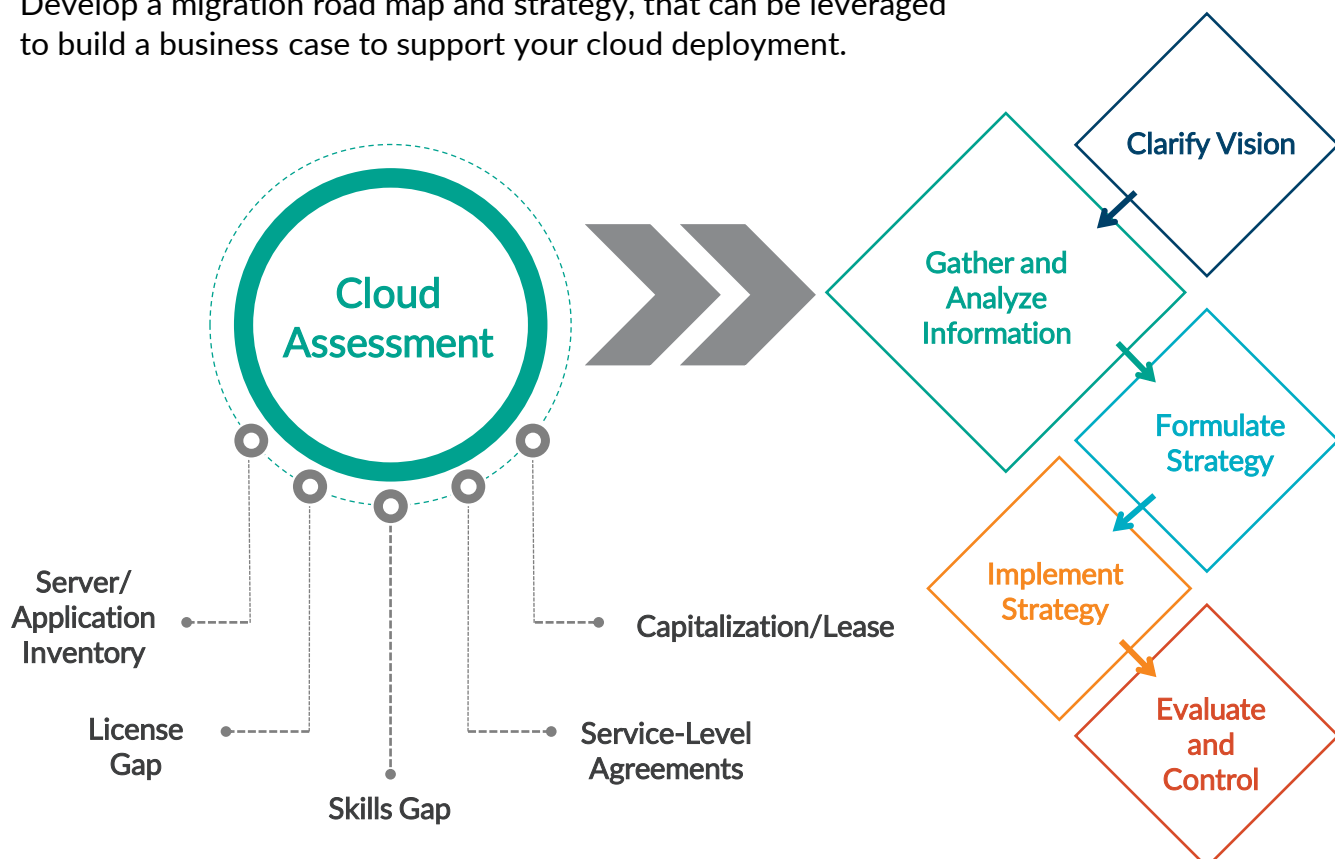 Develop a migration road map and strategy, that can be leveraged
to build a business case to support your cloud deployment.
Cloud
Assessment
Server/
Application
Inventory
License
Gap
Skills Gap
Service-Level
Agreements
Capitalization/Lease
Clarify Vision
Gather and
Analyze
Information
Formulate
Strategy
Implement
Strategy
Evaluate
and
Control